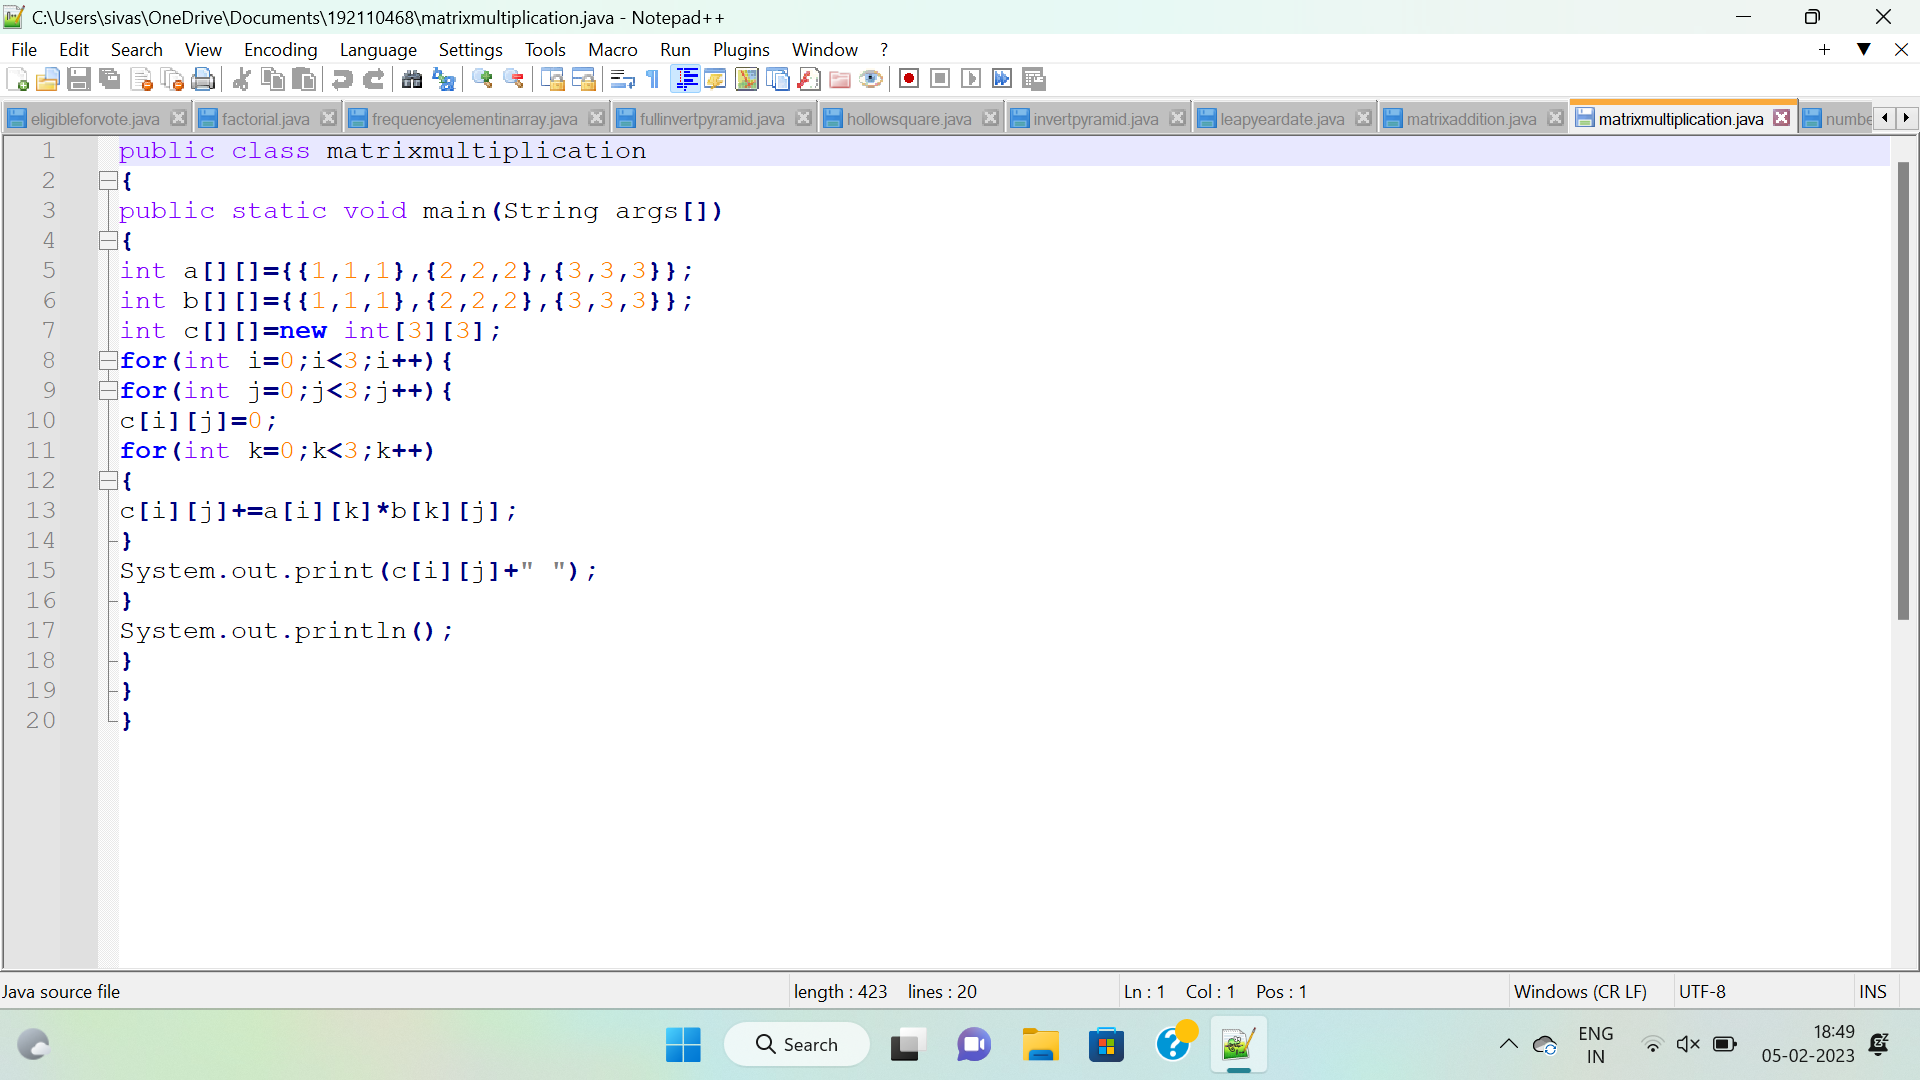 C:\Users\sivas\OneDrive\Documents\192110468\matrixmultiplication.java - Notepad++
File Edit Search View Encoding Language Settings Tools Macro Run Plugins Window ?
eligibleforvote.java factorial.java frequencyelementinarray.java fullinvertpyramid.java hollowsquare.java invertpyramid.java leapyeardate.java matrixaddition.java matrixmultiplication.java numbe
1 public class matrixmultiplication
2 {
3 public static void main(String args[])
4 {
5 int a[][]={{1,1,1},{2,2,2},{3,3,3}};
6 int b[][]={{1,1,1},{2,2,2},{3,3,3}};
7 int c[][]=new int[3][3];
8 for(int i=0;i<3;i++){
9 for(int j=0;j<3;j++){
10 c[i][j]=0;
11 for(int k=0;k<3;k++)
12 {
13 c[i][j]+=a[i][k]*b[k][j];
14 }
15 System.out.print(c[i][j]+" ");
16 }
17 System.out.println();
18 }
19 }
20 }
Java source file length : 423 lines : 20 Ln : 1 Col : 1 Pos : 1 Windows (CR LF) UTF-8 INS
Search
ENG
IN
18:49
05-02-2023